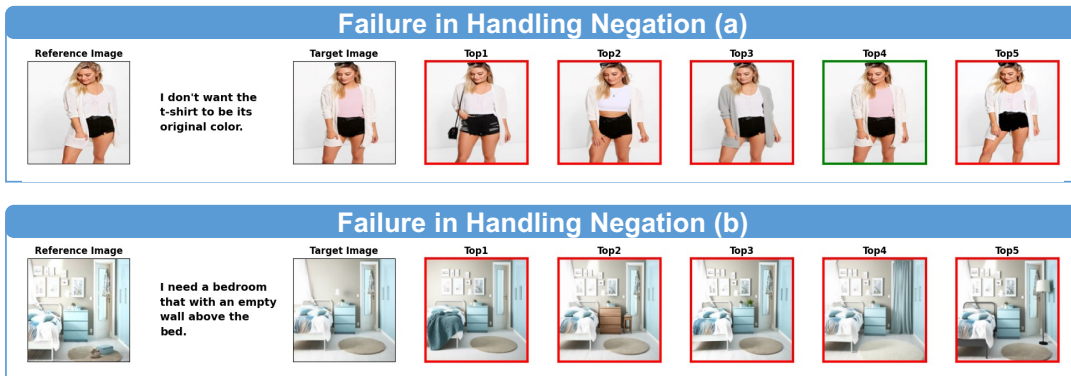 Failure in Handling Negation (a)
Reference Image
Target Image
Top1
Top2
Top3
Top4
Top5
I don't want the
t-shirt to be its
original color.
Failure in Handling Negation (b)
Reference Image
Target Image
Top1
Top2
Top3
Top4
Top5
I need a bedroom
that with an empty
wall above the
bed.